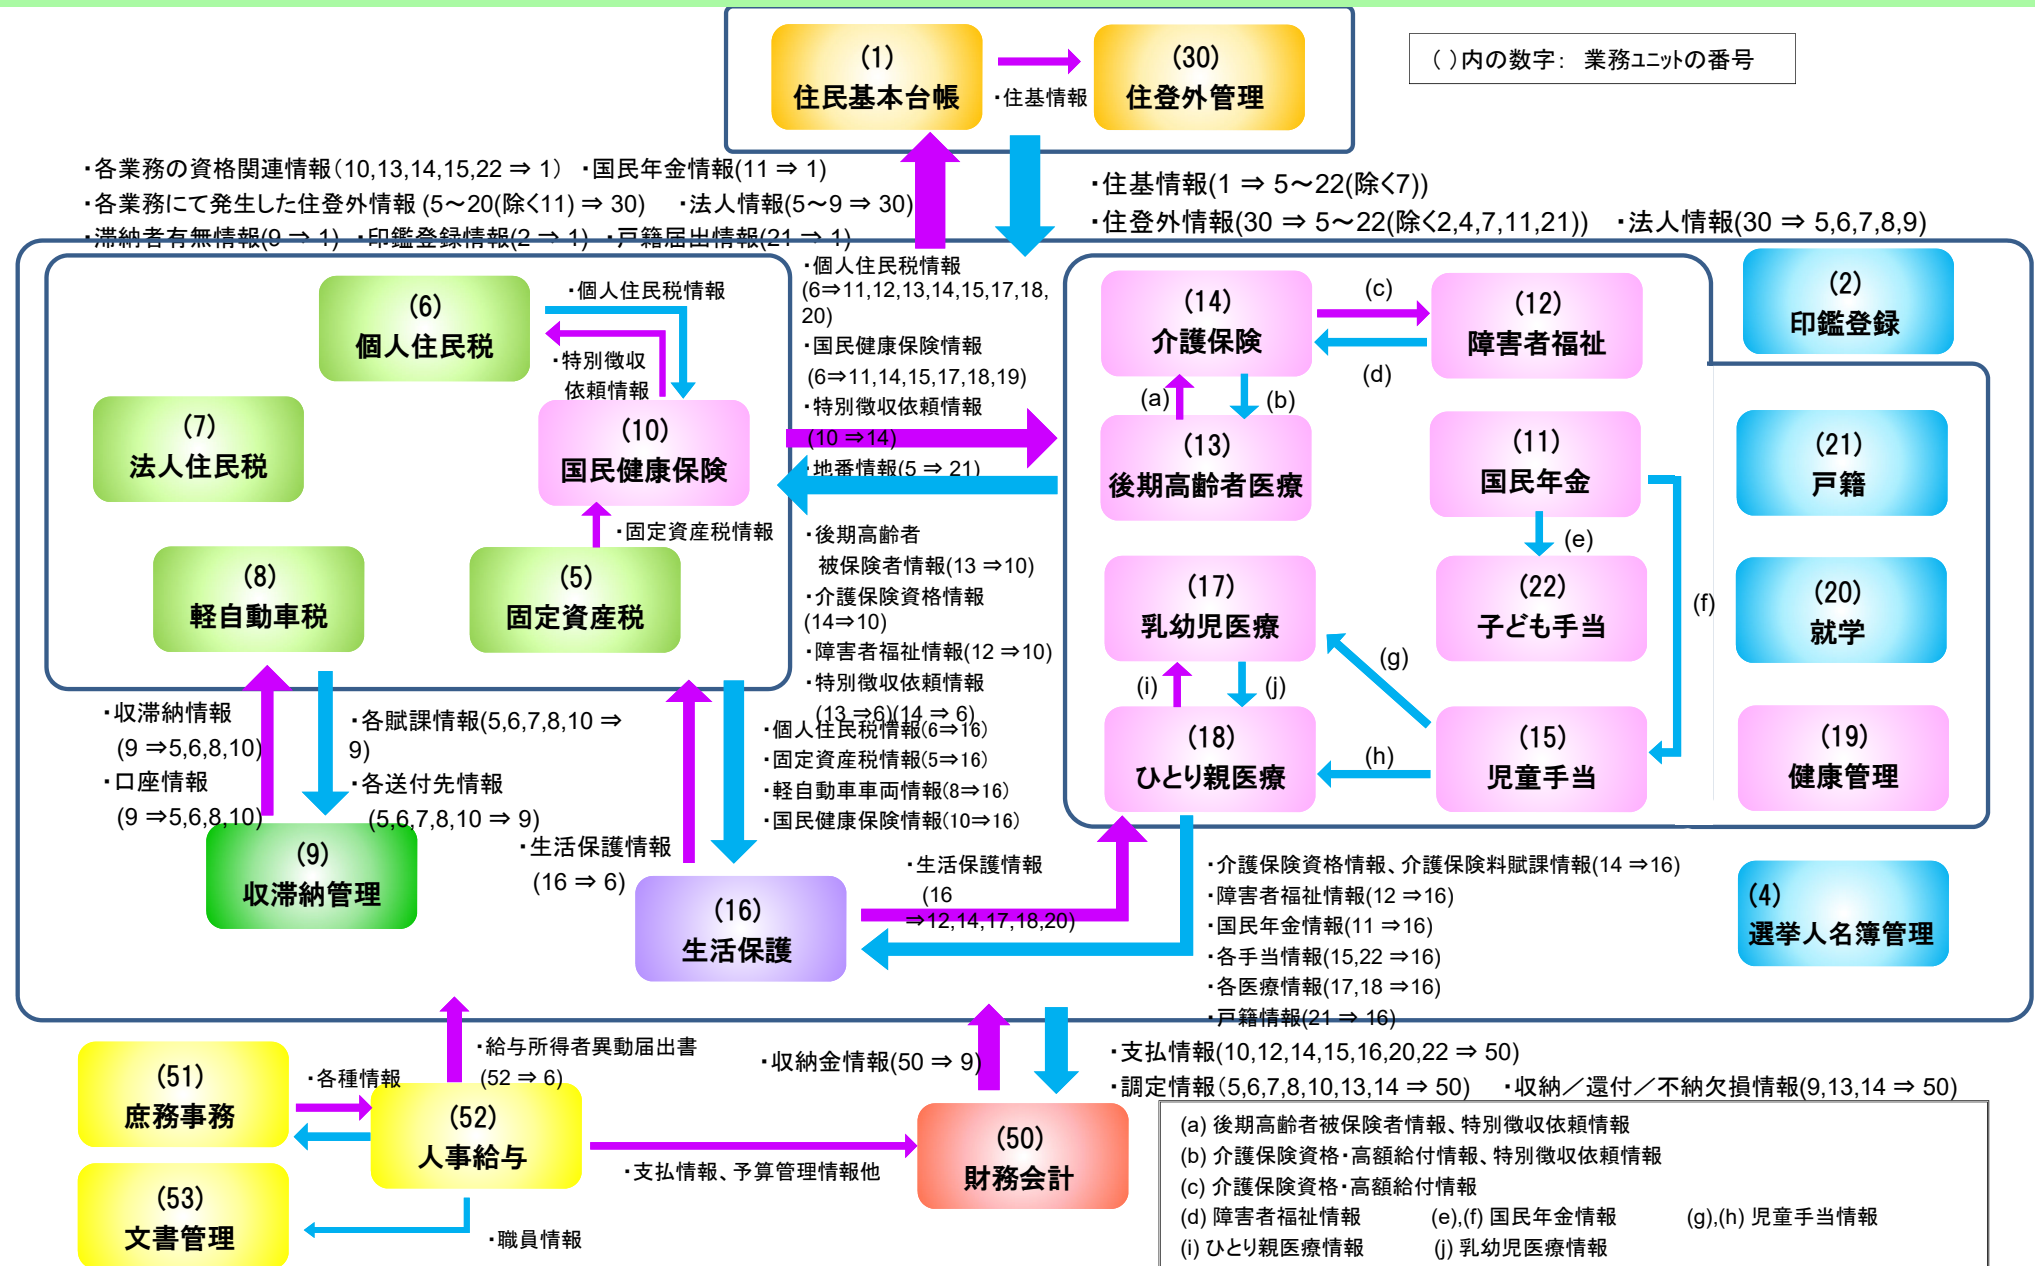 (1)
住民基本台帳
・住基情報
(30)
住登外管理
( )内の数字: 業務ユニットの番号
・各業務の資格関連情報(10,13,14,15,22 ⇒ 1) ・国民年金情報(11 ⇒ 1)
・各業務にて発生した住登外情報 (5～20(除く11) ⇒ 30) ・法人情報(5～9 ⇒ 30)
・滞納者有無情報(9 ⇒ 1) ・印鑑登録情報(2 ⇒ 1) ・戸籍届出情報(21 ⇒ 1)
・住基情報(1 ⇒ 5～22(除く7))
・住登外情報(30 ⇒ 5～22(除く2,4,7,11,21)) ・法人情報(30 ⇒ 5,6,7,8,9)
(6)
個人住民税
・個人住民税情報
・特別徴収
依頼情報
(7)
法人住民税
(10)
国民健康保険
・固定資産税情報
(8)
軽自動車税
(5)
固定資産税
・個人住民税情報
(6⇒11,12,13,14,15,17,18,
20)
・国民健康保険情報
(6⇒11,14,15,17,18,19)
・特別徴収依頼情報
(10 ⇒14)
・地番情報(5 ⇒ 21)
・後期高齢者
被保険者情報(13 ⇒10)
・介護保険資格情報
(14⇒10)
・障害者福祉情報(12 ⇒10)
・特別徴収依頼情報
(13 ⇒6)(14 ⇒ 6)
(14)
介護保険
(c)
(d)
(12)
障害者福祉
(a)
(b)
(13)
後期高齢者医療
(11)
国民年金
(e)
(f)
(17)
乳幼児医療
(22)
子ども手当
(g)
(i)
(j)
(18)
ひとり親医療
(h)
(15)
児童手当
(2)
印鑑登録
(21)
戸籍
(20)
就学
(19)
健康管理
(4)
選挙人名簿管理
・収滞納情報
(9 ⇒5,6,8,10)
・口座情報
(9 ⇒5,6,8,10)
・各賦課情報(5,6,7,8,10 ⇒
9)
・各送付先情報
(5,6,7,8,10 ⇒ 9)
(9)
収滞納管理
・生活保護情報
(16 ⇒ 6)
・個人住民税情報(6⇒16)
・固定資産税情報(5⇒16)
・軽自動車車両情報(8⇒16)
・国民健康保険情報(10⇒16)
(16)
生活保護
・生活保護情報
(16
⇒12,14,17,18,20)
・介護保険資格情報、介護保険料賦課情報(14 ⇒16)
・障害者福祉情報(12 ⇒16)
・国民年金情報(11 ⇒16)
・各手当情報(15,22 ⇒16)
・各医療情報(17,18 ⇒16)
・戸籍情報(21 ⇒ 16)
(51)
庶務事務
・各種情報
・給与所得者異動届出書
(52 ⇒ 6)
(52)
人事給与
(53)
文書管理
・職員情報
・支払情報、予算管理情報他
・収納金情報(50 ⇒ 9)
(50)
財務会計
・支払情報(10,12,14,15,16,20,22 ⇒ 50)
・調定情報(5,6,7,8,10,13,14 ⇒ 50) ・収納／還付／不納欠損情報(9,13,14 ⇒ 50)
(a) 後期高齢者被保険者情報、特別徴収依頼情報
(b) 介護保険資格・高額給付情報、特別徴収依頼情報
(c) 介護保険資格・高額給付情報
(d) 障害者福祉情報 (e),(f) 国民年金情報 (g),(h) 児童手当情報
(i) ひとり親医療情報 (j) 乳幼児医療情報